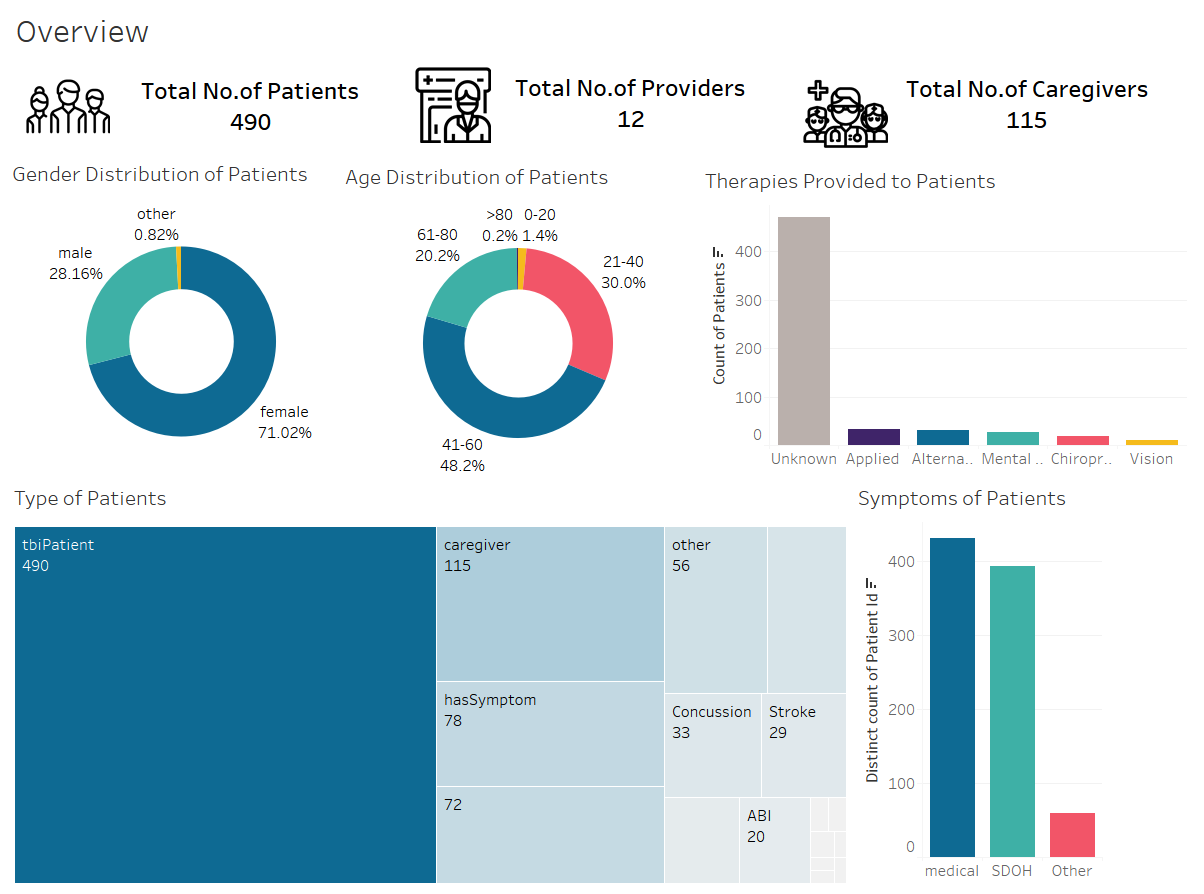 Overview
Total No.of Patients
490
Total No.of Providers
12
Total No.of Caregivers
115
Gender Distribution of Patients
other
0.82%
male
28.16%
female
71.02%
Age Distribution of Patients
>80
0.2%
0-20
1.4%
61-80
20.2%
21-40
30.0%
41-60
48.2%
Therapies Provided to Patients
Count of Patients
400
300
200
100
0
Unknown
Applied
Alterna..
Mental ..
Chiropr..
Vision
Type of Patients
tbiPatient
490
caregiver
115
hasSymptom
78
72
other
56
Concussion
33
Stroke
29
ABI
20
Symptoms of Patients
Distinct count of Patient Id
400
300
200
100
0
medical
SDOH
Other